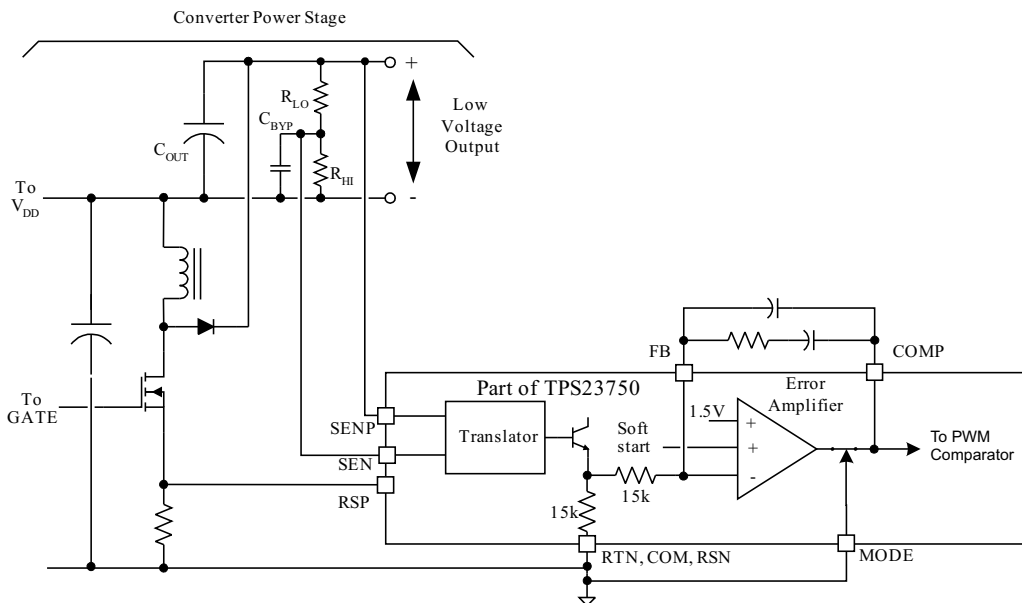 Converter Power Stage
+
R_LO
C_BYP
Low
Voltage
Output
C_OUT
R_HI
To
V_DD
-
FB
COMP
Part of TPS23750
Error
Amplifier
To
GATE
SENP
Translator
1.5V
+
Soft
start
+
To PWM
Comparator
SEN
-
15k
RSP
15k
RTN, COM, RSN
MODE